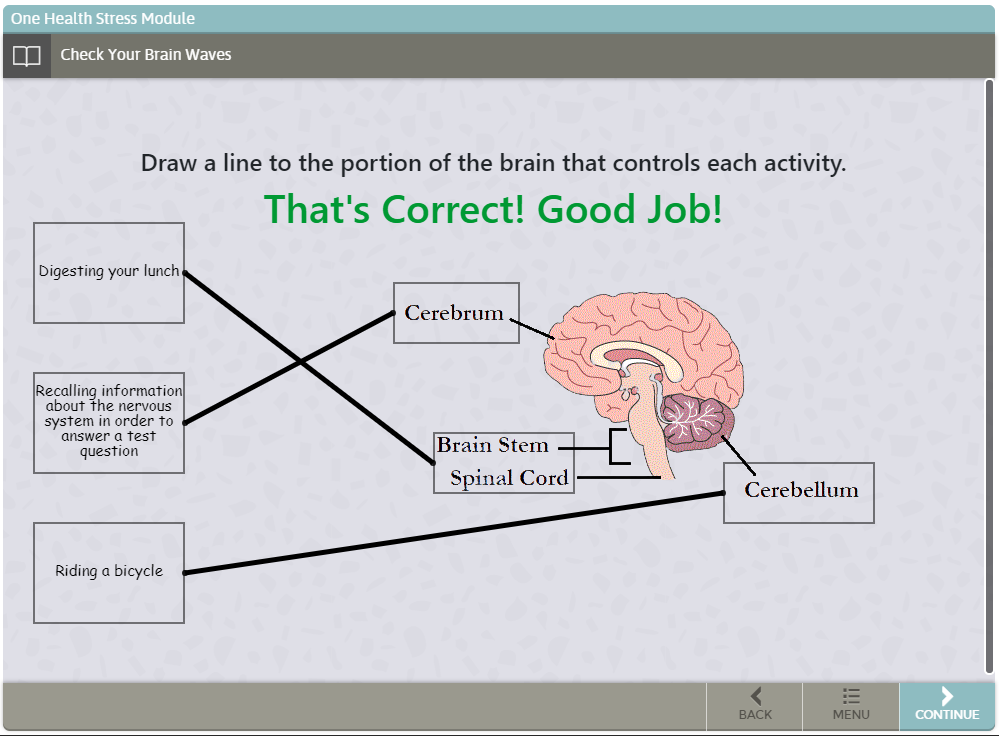 One Health Stress Module
Check Your Brain Waves
Draw a line to the portion of the brain that controls each activity.
That's Correct! Good Job!
Digesting your lunch
Cerebrum
Recalling information
about the nervous
system in order to
answer a test
question
Brain Stem
Spinal Cord
Cerebellum
Riding a bicycle
BACK
MENU
CONTINUE